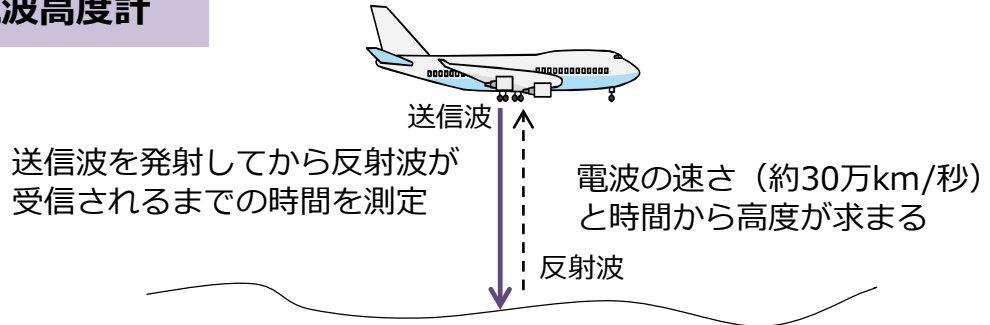 波高度計
送信波
送信波を発射してから反射波が
受信されるまでの時間を測定
電波の速さ（約30万km/秒）
と時間から高度が求まる
反射波